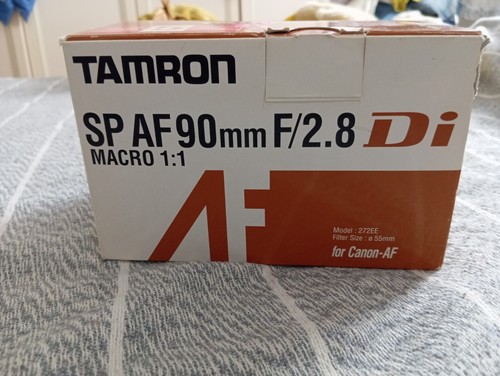 TAMRON
SP AF 90mm F/2.8 Di
MACRO 1:1
AF
Model : 272EE
Filter Size : ø 55mm
for Canon-AF